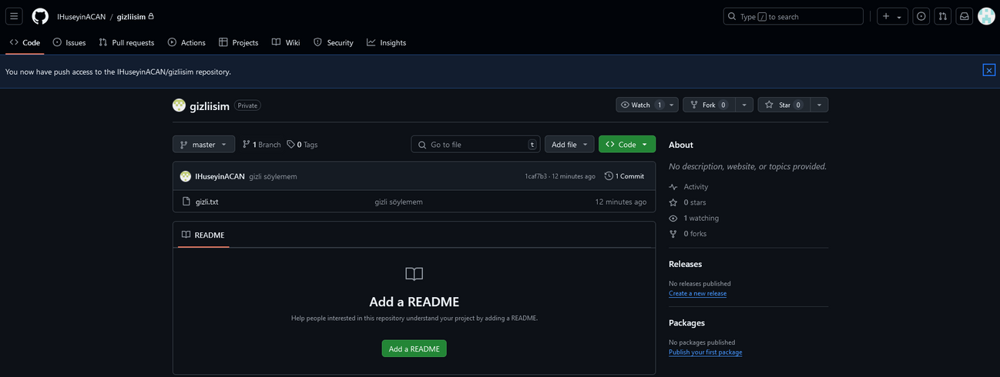 IHuseyinACAN / gizliisim
Type / to search
Code Issues Pull requests Actions Projects Wiki Security Insights
You now have push access to the IHuseyinACAN/gizliisim repository.
gizliisim Private
Watch 1 Fork 0 Star 0
master 1 Branch 0 Tags Go to file t Add file Code
IHuseyinACAN gizli söylemem 1caf7b3 · 12 minutes ago 1 Commit
gizli.txt gizli söylemem 12 minutes ago
README
Add a README
Help people interested in this repository understand your project by adding a README.
Add a README
About
No description, website, or topics provided.
Activity
0 stars
1 watching
0 forks
Releases
No releases published
Create a new release
Packages
No packages published
Publish your first package